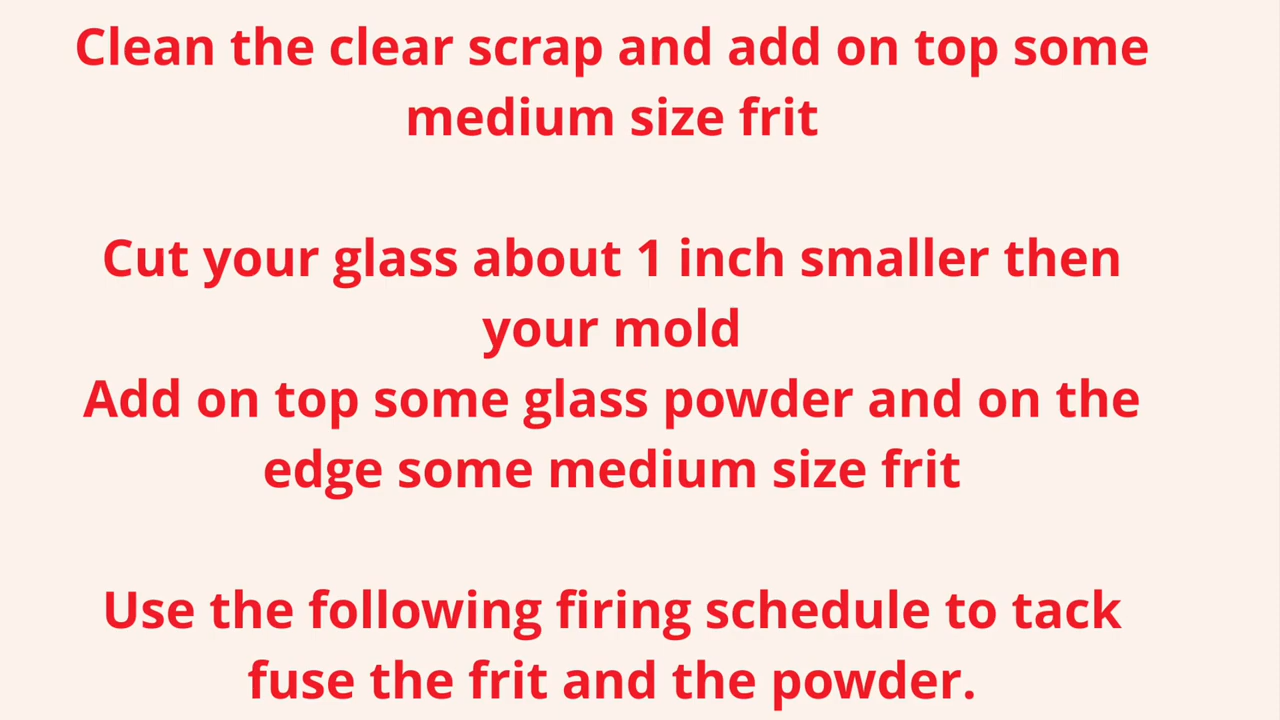 Clean the clear scrap and add on top some
medium size frit
Cut your glass about 1 inch smaller then
your mold
Add on top some glass powder and on the
edge some medium size frit
Use the following firing schedule to tack
fuse the frit and the powder.